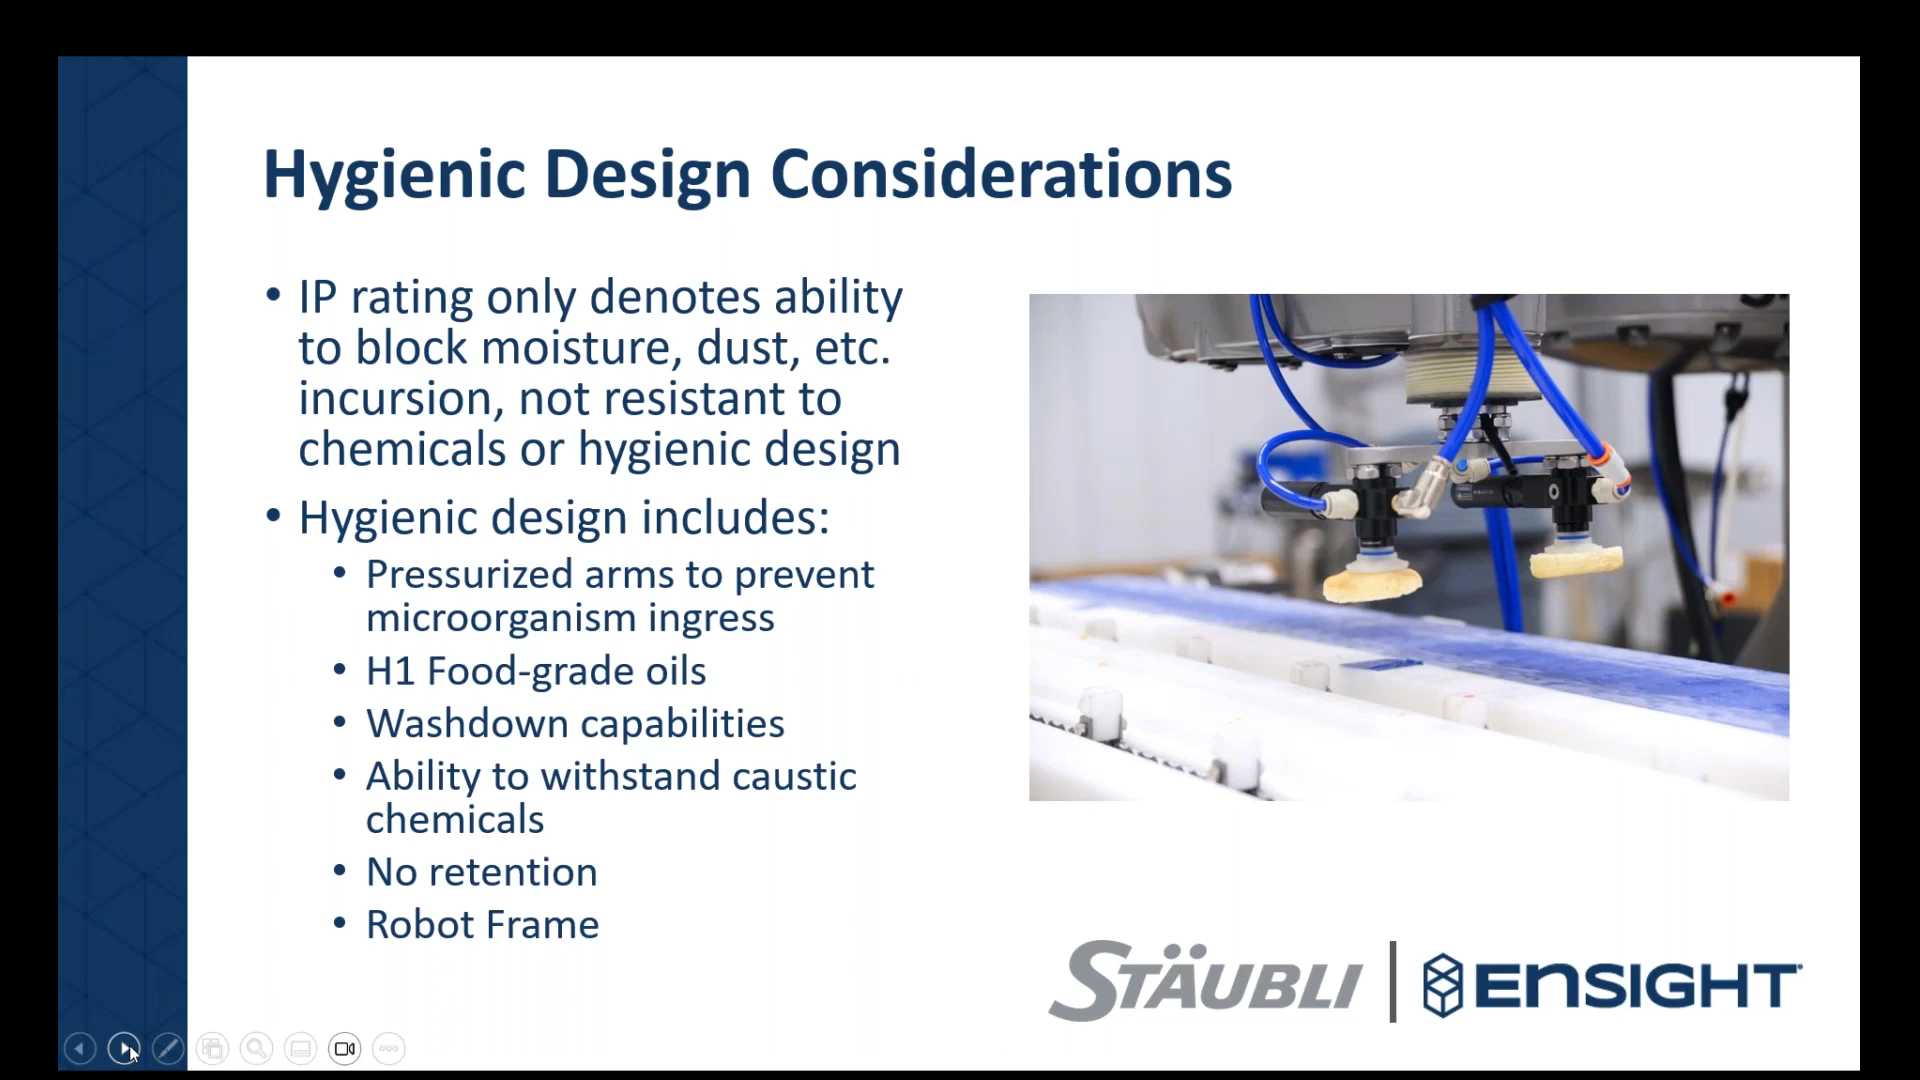 Hygienic Design Considerations
• IP rating only denotes ability
to block moisture, dust, etc.
incursion, not resistant to
chemicals or hygienic design
• Hygienic design includes:
• Pressurized arms to prevent
microorganism ingress
• H1 Food-grade oils
• Washdown capabilities
• Ability to withstand caustic
chemicals
• No retention
• Robot Frame
STÄUBLI
ENSIGHT